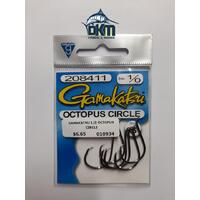 OKM
208411
Size 1/0
Gamakatsu
OCTOPUS CIRCLE
GAMAKATSU 1/0 OCTOPUS
CIRCLE
$6.65 010934